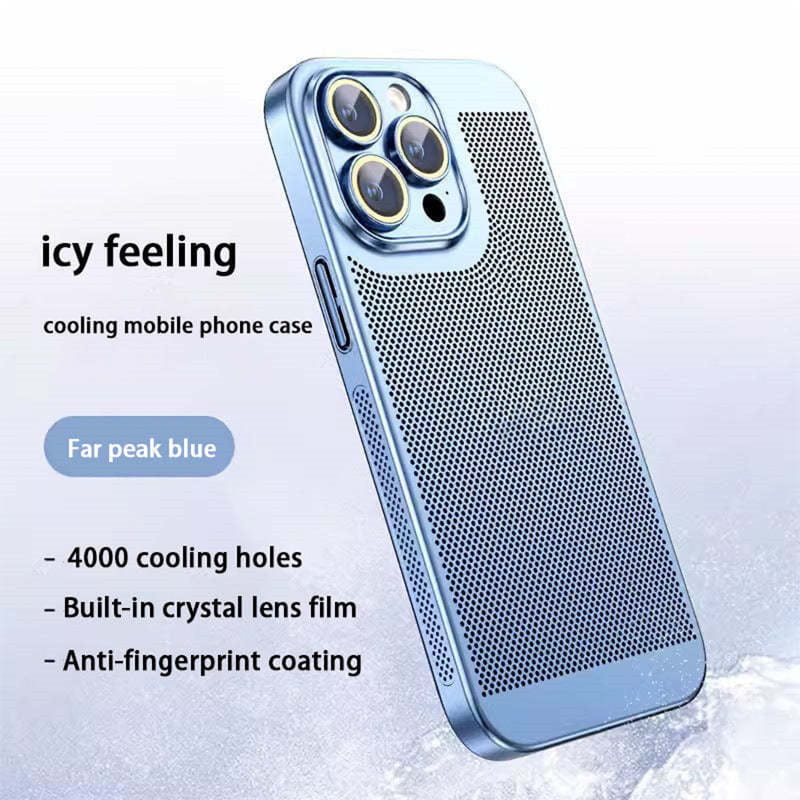 icy feeling
cooling mobile phone case
Far peak blue
- 4000 cooling holes
- Built-in crystal lens film
- Anti-fingerprint coating